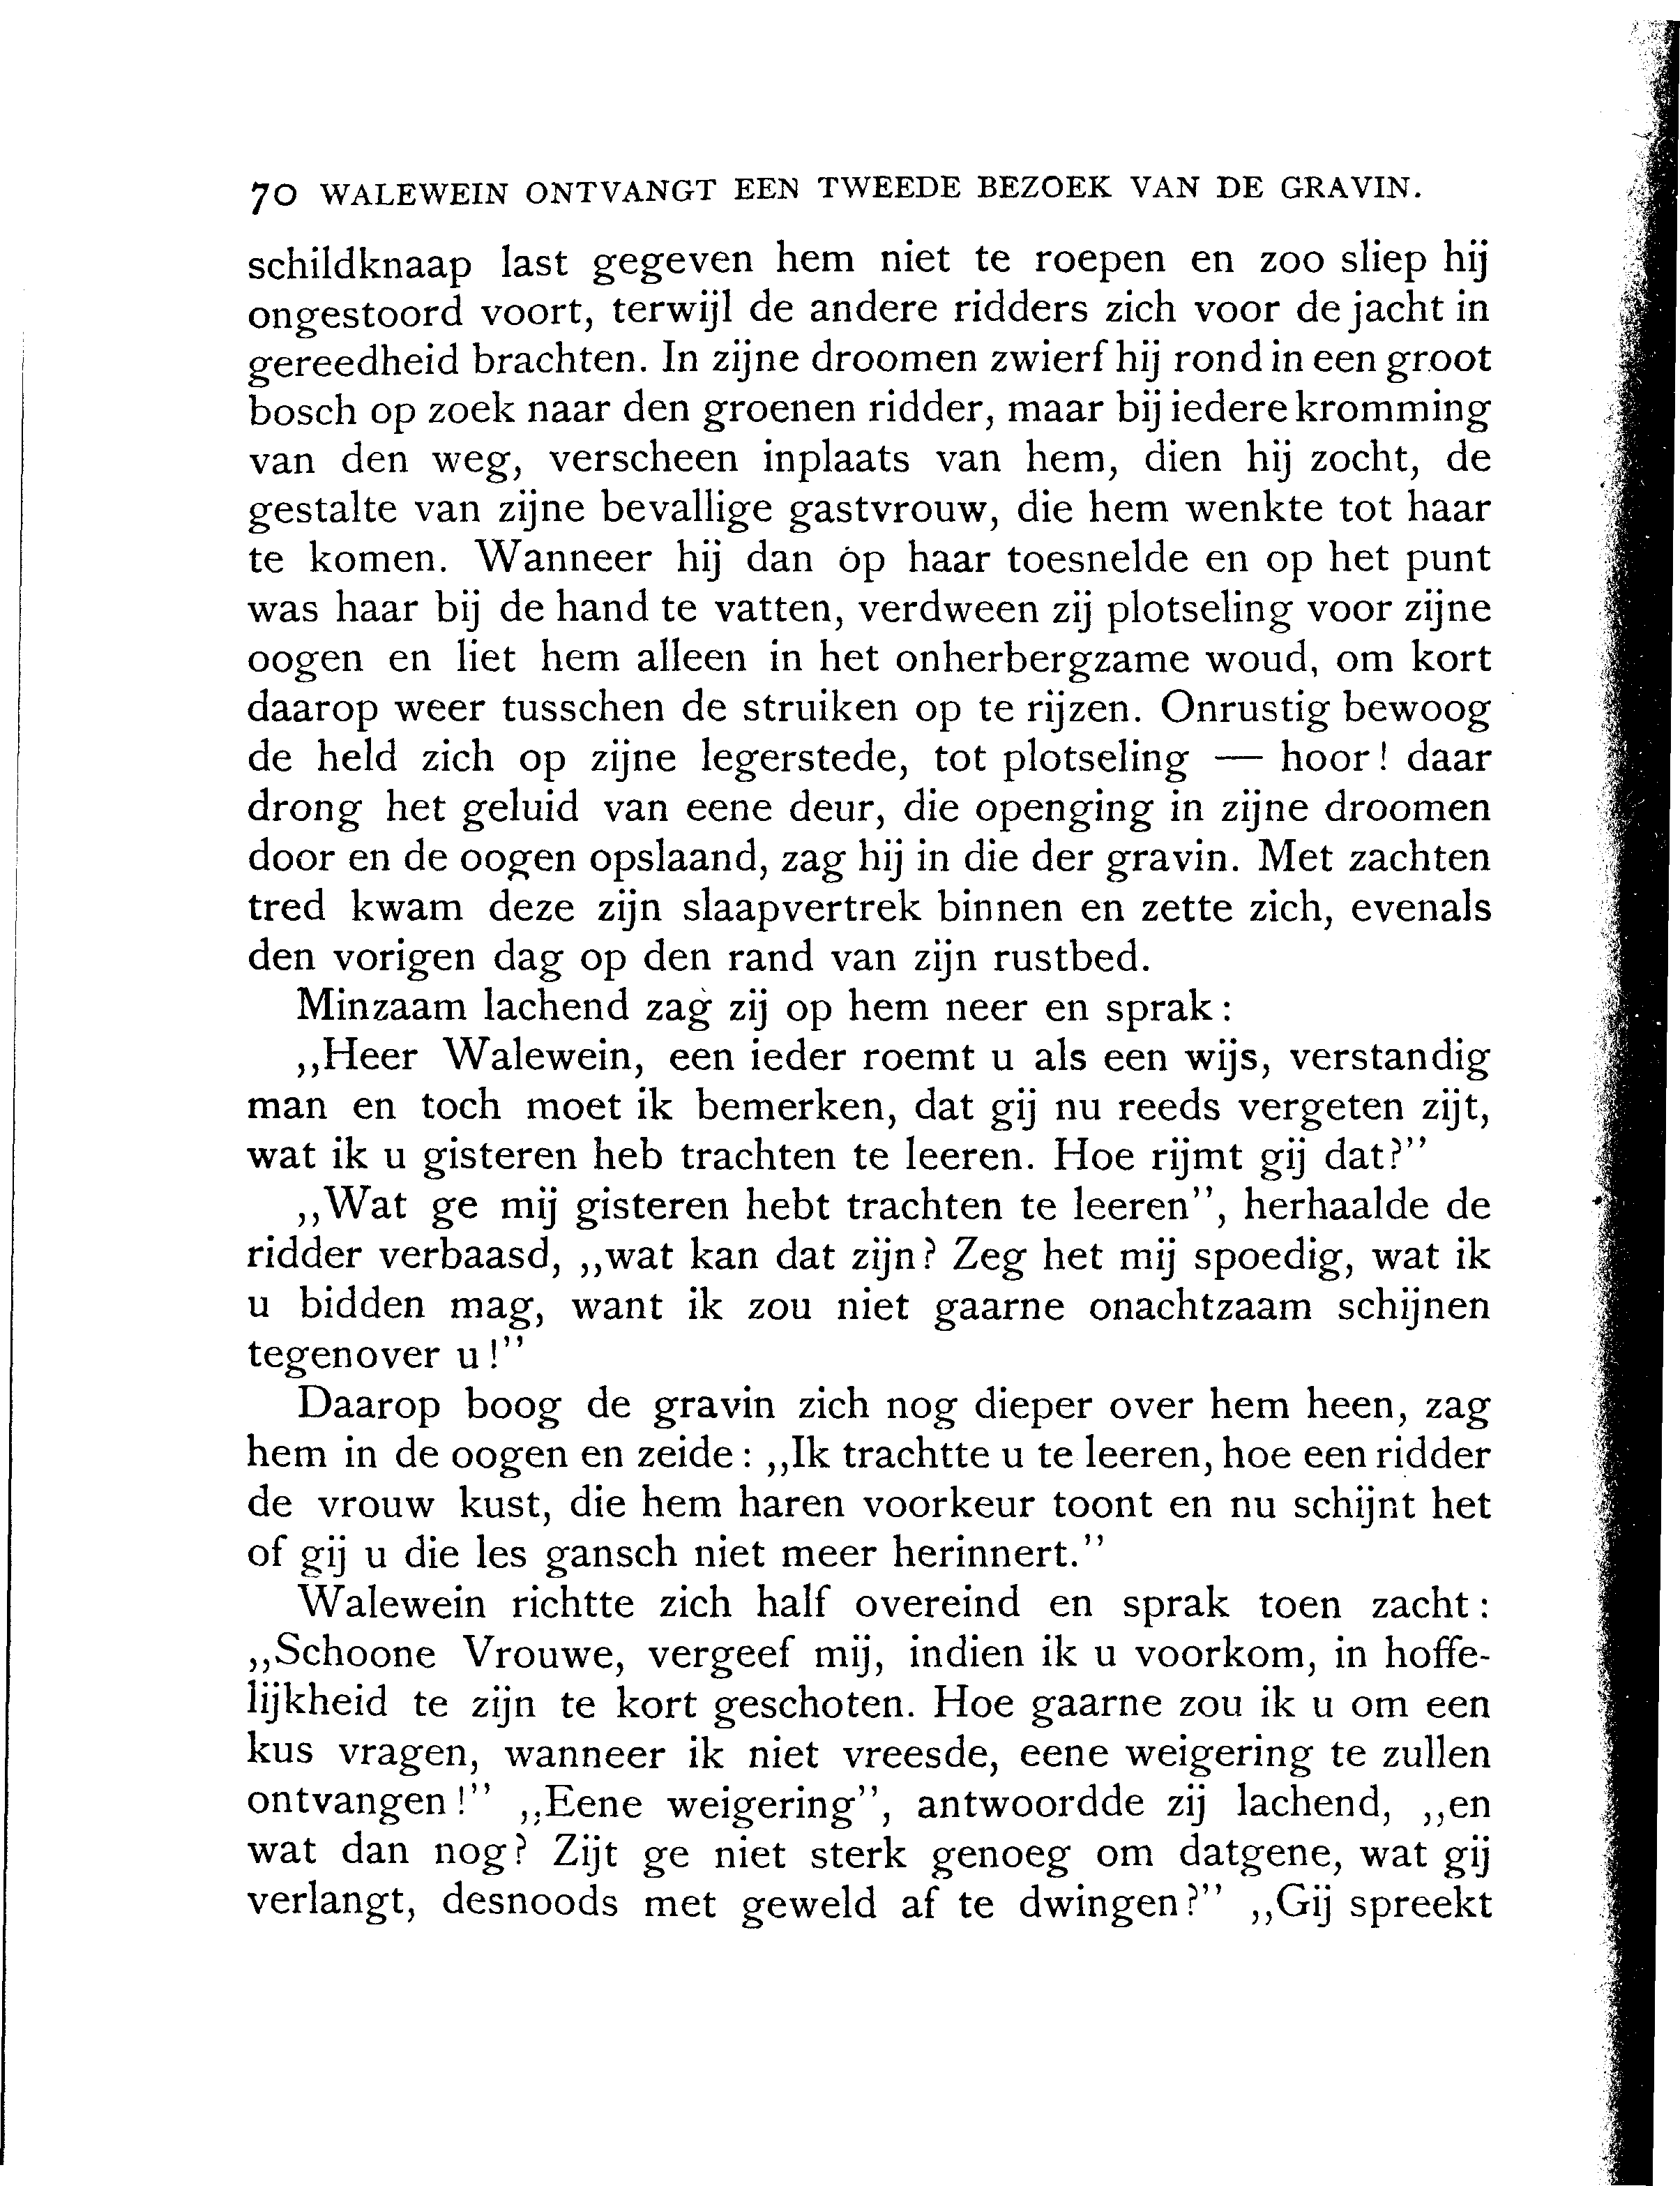 70 WALEWEIN ONTVANGT EEN TWEEDE BEZOEK VAN DE GRAVIN.
schildknaap last gegeven hem niet te roepen en zoo sliep hij
ongestoord voort, terwijl de andere ridders zich voor de jacht in
gereedheid brachten. In zijne droomen zwierf hij rond in een groot
bosch op zoek naar den groenen ridder, maar bij iedere kromming
van den weg, verscheen inplaats van hem, dien hij zocht, de
gestalte van zijne bevallige gastvrouw, die hem wenkte tot haar
te komen. Wanneer hij dan op haar toesnelde en op het punt
was haar bij de hand te vatten, verdween zij plotseling voor zijne
oogen en liet hem alleen in het onherbergzame woud, om kort
daarop weer tusschen de struiken op te rijzen. Onrustig bewoog
de held zich op zijne legerstede, tot plotseling — hoor! daar
drong het geluid van eene deur, die openging in zijne droomen
door en de oogen opslaand, zag hij in die der gravin. Met zachten
tred kwam deze zijn slaapvertrek binnen en zette zich, evenals
den vorigen dag op den rand van zijn rustbed.
Minzaam lachend zag zij op hem neer en sprak:
„Heer Walewein, een ieder roemt u als een wijs, verstandig
man en toch moet ik bemerken, dat gij nu reeds vergeten zijt,
wat ik u gisteren heb trachten te leeren. Hoe rijmt gij dat?”
„Wat ge mij gisteren hebt trachten te leeren”, herhaalde de
ridder verbaasd, „wat kan dat zijn? Zeg het mij spoedig, wat ik
u bidden mag, want ik zou niet gaarne onachtzaam schijnen
tegenover u!”
Daarop boog de gravin zich nog dieper over hem heen, zag
hem in de oogen en zeide: „Ik trachtte u te leeren, hoe een ridder
de vrouw kust, die hem haren voorkeur toont en nu schijnt het
of gij u die les gansch niet meer herinnert.”
Walewein richtte zich half overeind en sprak toen zacht:
„Schoone Vrouwe, vergeef mij, indien ik u voorkom, in hoffe-
lijkheid te zijn te kort geschoten. Hoe gaarne zou ik u om een
kus vragen, wanneer ik niet vreesde, eene weigering te zullen
ontvangen!” „Eene weigering”, antwoordde zij lachend, „en
wat dan nog? Zijt ge niet sterk genoeg om datgene, wat gij
verlangt, desnoods met geweld af te dwingen?” „Gij spreekt